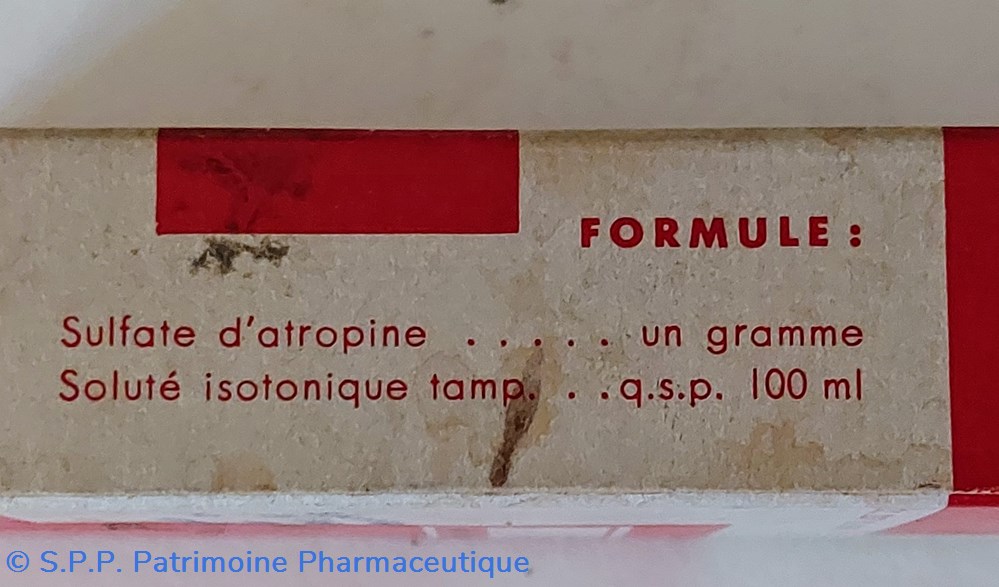 FORMULE :
Sulfate d'atropine . . . . . un gramme
Soluté isotonique tamp. . . q.s.p. 100 ml
© S.P.P. Patrimoine Pharmaceutique